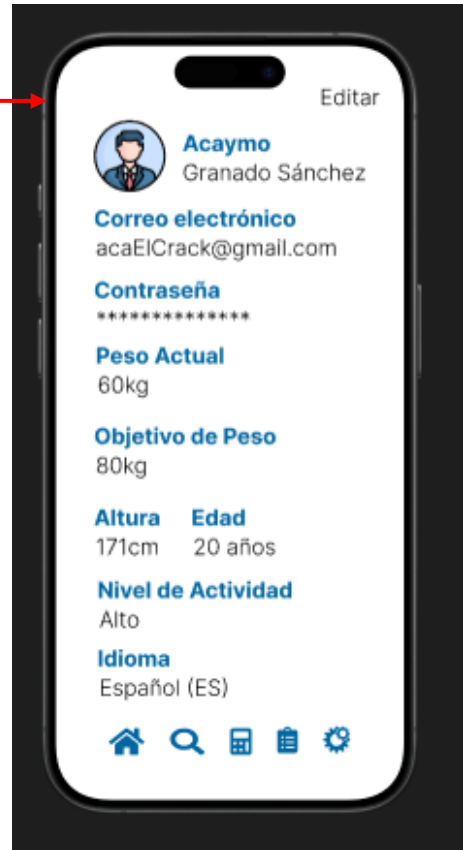 Editar
Acaymo
Granado Sánchez
Correo electrónico
acaElCrack@gmail.com
Contraseña
**************
Peso Actual
60kg
Objetivo de Peso
80kg
Altura Edad
171cm 20 años
Nivel de Actividad
Alto
Idioma
Español (ES)